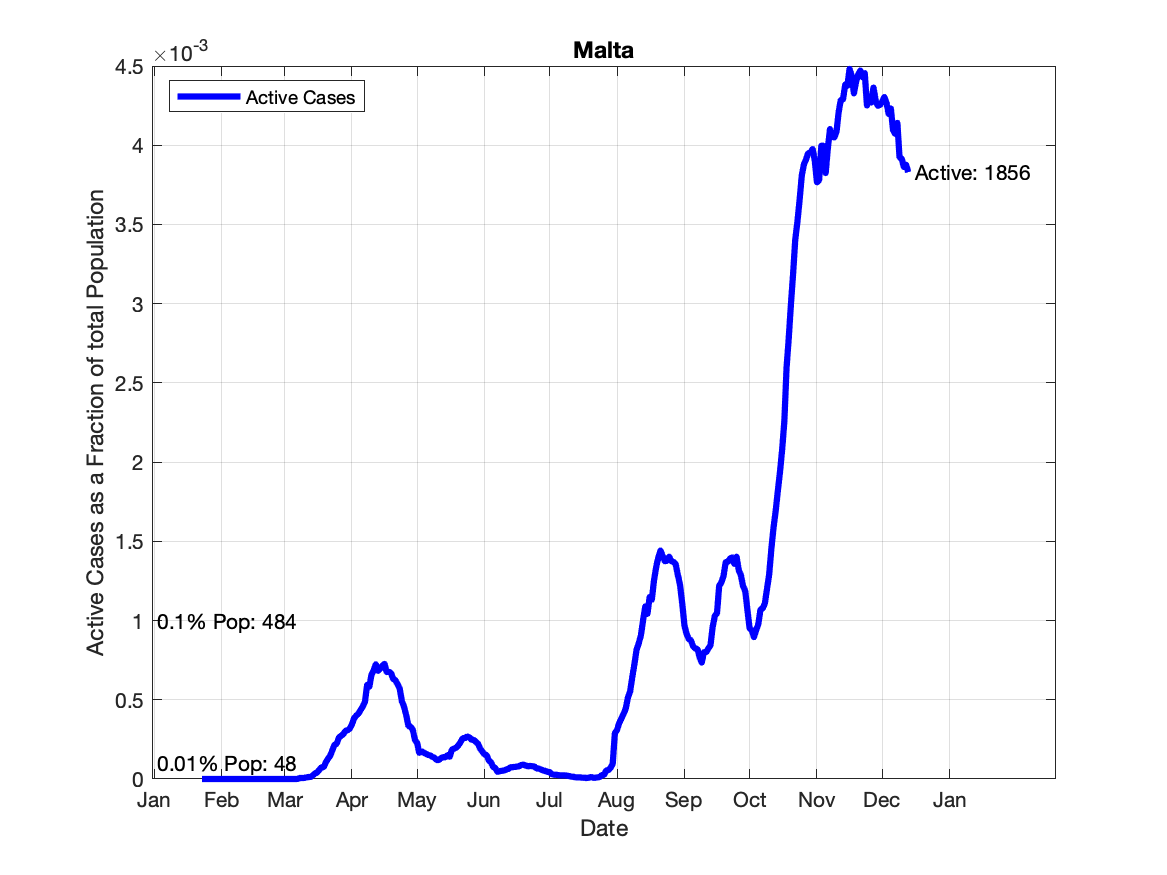 Malta
×10-3
4.5
4
3.5
3
2.5
2
1.5
1
0.5
0
Active Cases
Active: 1856
0.1% Pop: 484
0.01% Pop: 48
Active Cases as a Fraction of total Population
Jan Feb Mar Apr May Jun Jul Aug Sep Oct Nov Dec Jan
Date